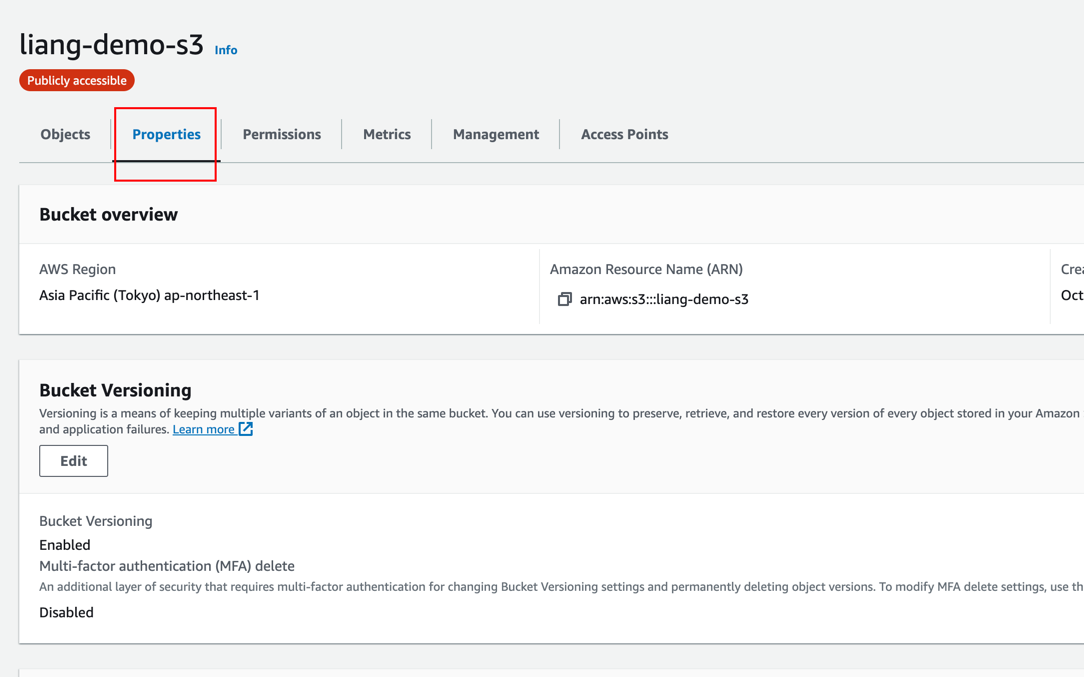 liang-demo-s3 Info
Publicly accessible
Objects Properties Permissions Metrics Management Access Points
Bucket overview
AWS Region Amazon Resource Name (ARN)
Asia Pacific (Tokyo) ap-northeast-1 arn:aws:s3:::liang-demo-s3 Oct
Bucket Versioning
Versioning is a means of keeping multiple variants of an object in the same bucket. You can use versioning to preserve, retrieve, and restore every version of every object stored in your Amazon
and application failures. Learn more
Edit
Bucket Versioning
Enabled
Multi-factor authentication (MFA) delete
An additional layer of security that requires multi-factor authentication for changing Bucket Versioning settings and permanently deleting object versions. To modify MFA delete settings, use
Disabled